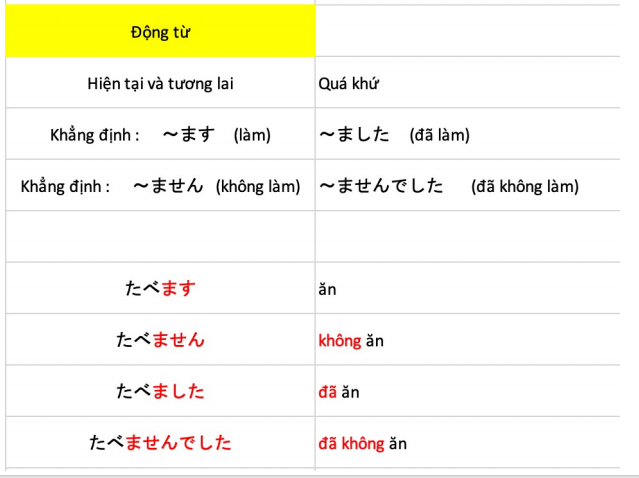 Động từ
Hiện tại và tương lai Quá khứ
Khẳng định : ～ます (làm) ～ました (đã làm)
Khẳng định : ～ません (không làm) ～ませんでした (đã không làm)
たべます ăn
たべません không ăn
たべました đã ăn
たべませんでした đã không ăn